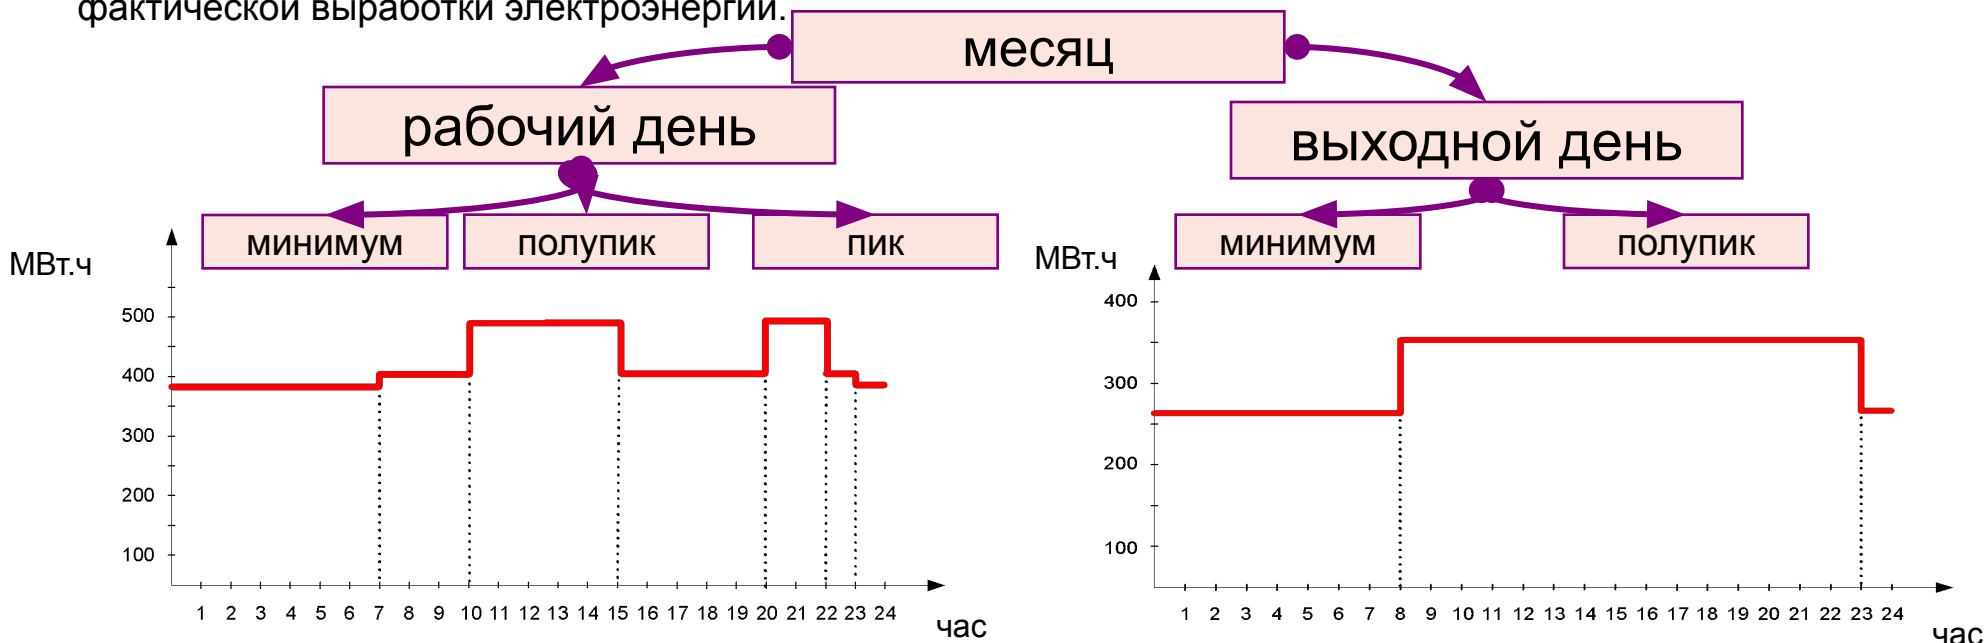 фактической выработки электроэнергии.
месяц
рабочий день
выходной день
минимум
полупик
пик
минимум
полупик
МВт.ч
500
400
300
200
100
1 2 3 4 5 6 7 8 9 10 11 12 13 14 15 16 17 18 19 20 21 22 23 24
час
МВт.ч
400
300
200
100
1 2 3 4 5 6 7 8 9 10 11 12 13 14 15 16 17 18 19 20 21 22 23 24
час